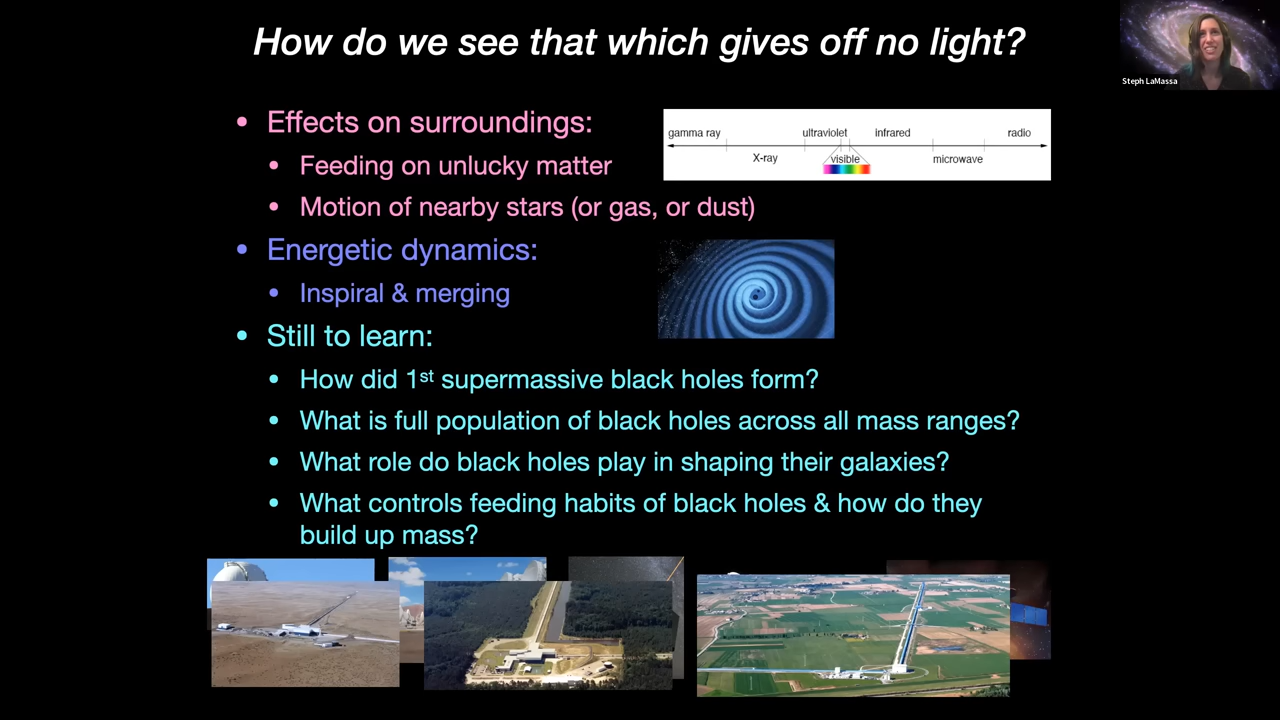 How do we see that which gives off no light?
Steph LaMassa
• Effects on surroundings:
• Feeding on unlucky matter
• Motion of nearby stars (or gas, or dust)
gamma ray ultraviolet infrared radio
X-ray visible microwave
• Energetic dynamics:
• Inspiral & merging
• Still to learn:
• How did 1st supermassive black holes form?
• What is full population of black holes across all mass ranges?
• What role do black holes play in shaping their galaxies?
• What controls feeding habits of black holes & how do they
build up mass?